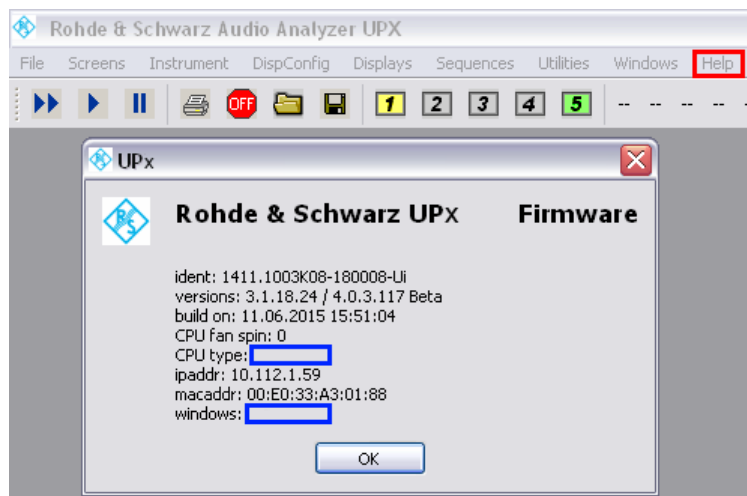 Rohde & Schwarz Audio Analyzer UPX
File Screens Instrument DispConfig Displays Sequences Utilities Windows Help
OFF 1 2 3 4 5 -- -- -- --
UPx
R&S Rohde & Schwarz UPx Firmware
ident: 1411.1003K08-180008-Ui
versions: 3.1.18.24 / 4.0.3.117 Beta
build on: 11.06.2015 15:51:04
CPU fan spin: 0
CPU type:
ipaddr: 10.112.1.59
macaddr: 00:E0:33:A3:01:88
windows:
OK